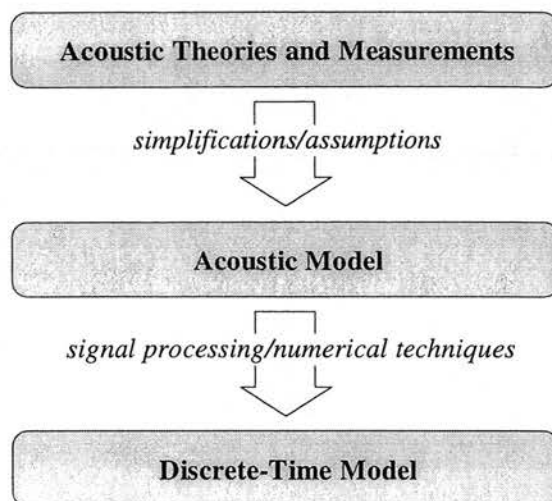 Acoustic Theories and Measurements
simplifications/assumptions
Acoustic Model
signal processing/numerical techniques
Discrete-Time Model